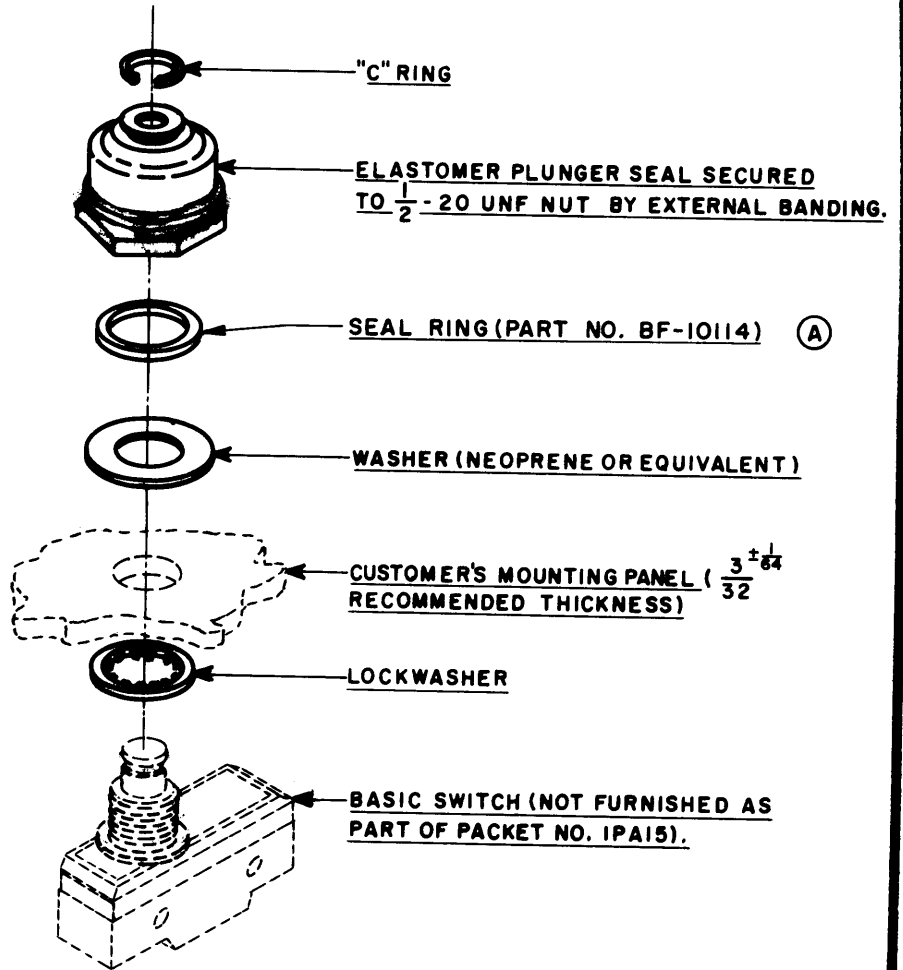 "C" RING
ELASTOMER PLUNGER SEAL SECURED
TO 1/2-20 UNF NUT BY EXTERNAL BANDING.
SEAL RING (PART NO. BF-10114) A
WASHER (NEOPRENE OR EQUIVALENT)
CUSTOMER'S MOUNTING PANEL ( 3/32 ±1/64
RECOMMENDED THICKNESS)
LOCKWASHER
BASIC SWITCH (NOT FURNISHED AS
PART OF PACKET NO. 1PA15).